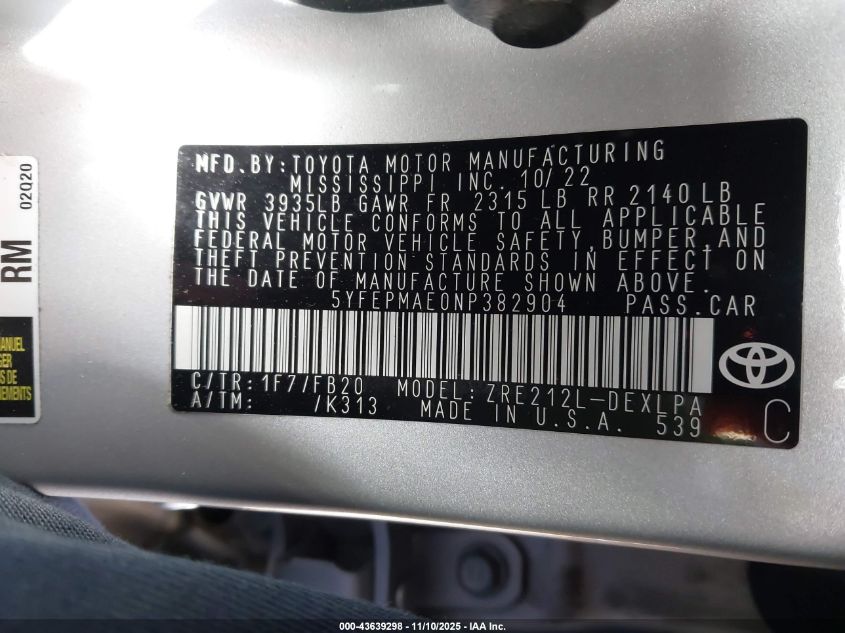 MFD. BY: TOYOTA MOTOR MANUFACTURING
MISSISSIPPI INC. 10/22
GVWR 3935LB GAWR FR 2315 LB RR 2140 LB
THIS VEHICLE CONFORMS TO ALL APPLICABLE
FEDERAL MOTOR VEHICLE SAFETY, BUMPER, AND
THEFT PREVENTION STANDARDS IN EFFECT ON
THE DATE OF MANUFACTURE SHOWN ABOVE.
5YFEPMAE0NP382904 PASS.CAR
C/TR: 1F7/FB20 MODEL: ZRE212L-DEXLPA
A/TM: /K313 MADE IN U.S.A. 539 C
RM 02Q20
MANUEL
DE
000-43639298 - 11/10/2025 - IAA Inc.